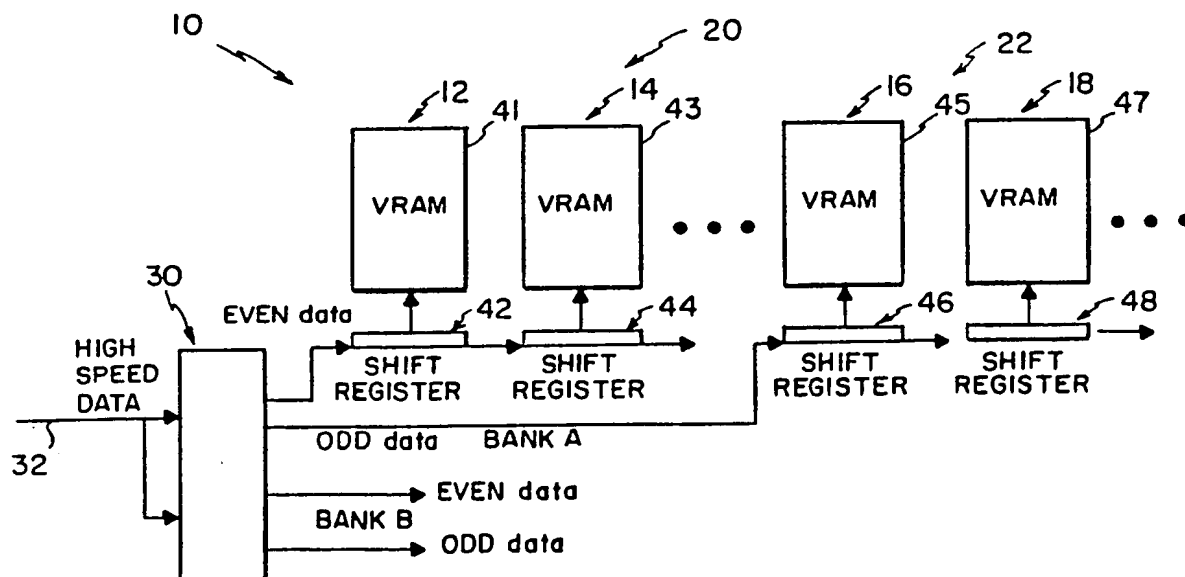 10
20
22
12
41
14
43
16
45
18
47
VRAM
VRAM
VRAM
VRAM
30
EVEN data
42
44
46
48
HIGH
SPEED
DATA
SHIFT
REGISTER
SHIFT
REGISTER
SHIFT
REGISTER
SHIFT
REGISTER
32
ODD data BANK A
EVEN data
BANK B
ODD data